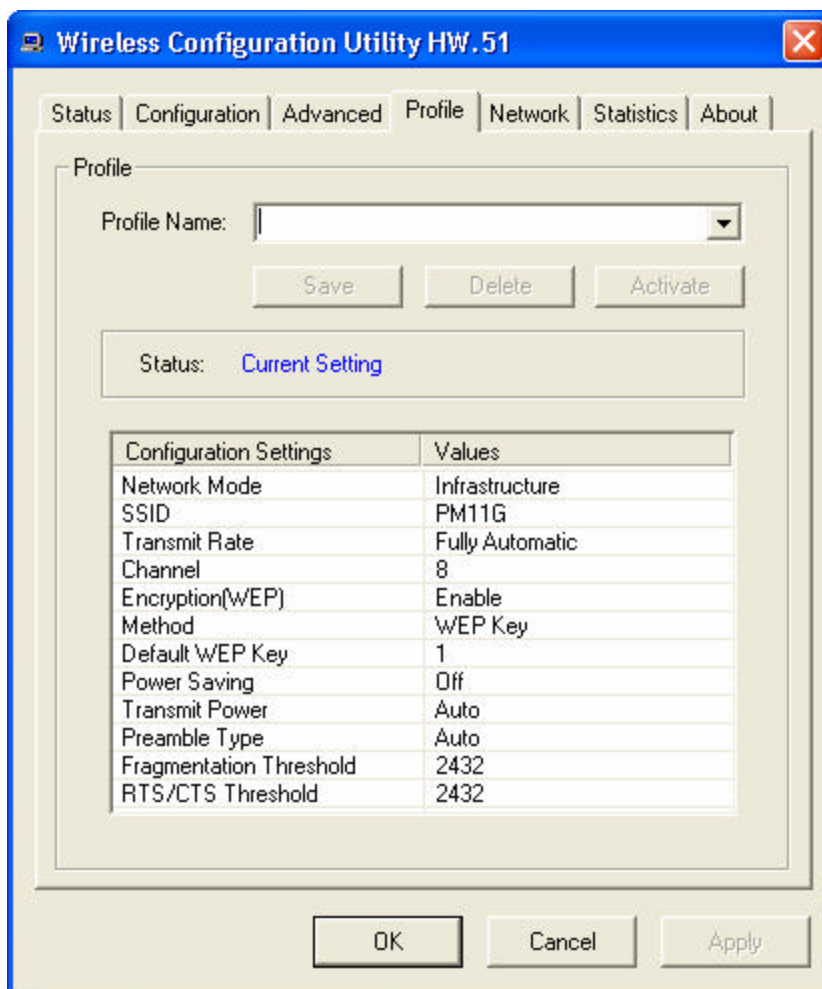 Wireless Configuration Utility HW.51
Status Configuration Advanced Profile Network Statistics About
Profile
Profile Name:
Save Delete Activate
Status: Current Setting
Configuration Settings Values
Network Mode Infrastructure
SSID PM11G
Transmit Rate Fully Automatic
Channel 8
Encryption(WEP) Enable
Method WEP Key
Default WEP Key 1
Power Saving Off
Transmit Power Auto
Preamble Type Auto
Fragmentation Threshold 2432
RTS/CTS Threshold 2432
OK Cancel Apply